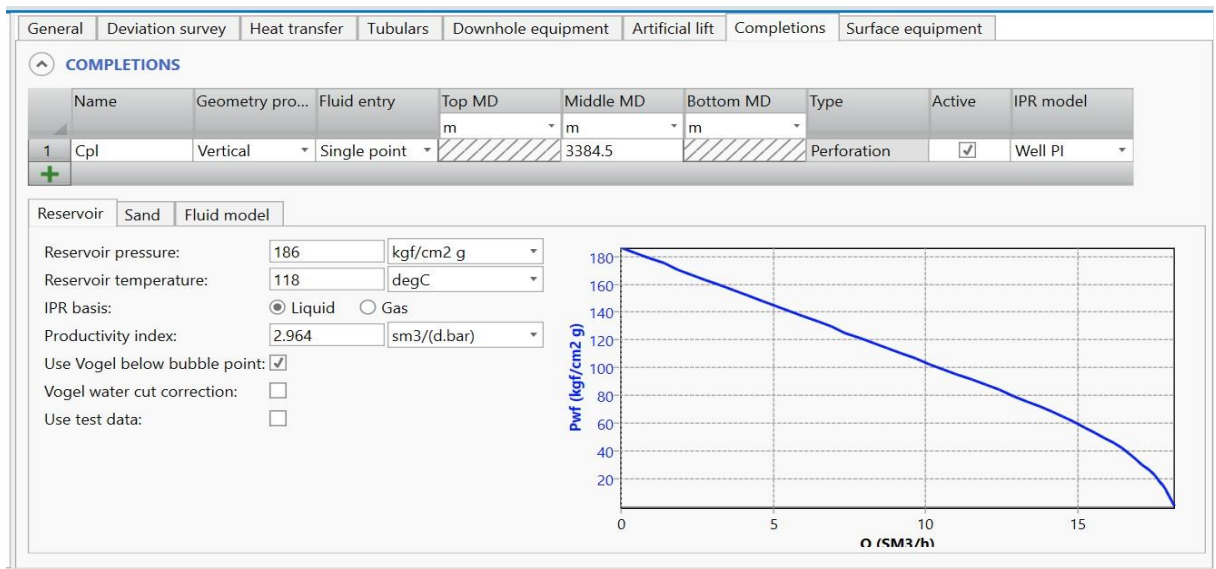 General Deviation survey Heat transfer Tubulars Downhole equipment Artificial lift Completions Surface equipment
COMPLETIONS
Name Geometry pro... Fluid entry Top MD Middle MD Bottom MD Type Active IPR model
m m m
1 Cpl Vertical Single point 3384.5 Perforation Well PI
Reservoir Sand Fluid model
Reservoir pressure: 186 kgf/cm2 g
Reservoir temperature: 118 degC
IPR basis: Liquid Gas
Productivity index: 2.964 sm3/(d.bar)
Use Vogel below bubble point:
Vogel water cut correction:
Use test data:
Pwf (kgf/cm2 g)
180
160
140
120
100
80
60
40
20
0 5 10 15
Q (SM3/h)